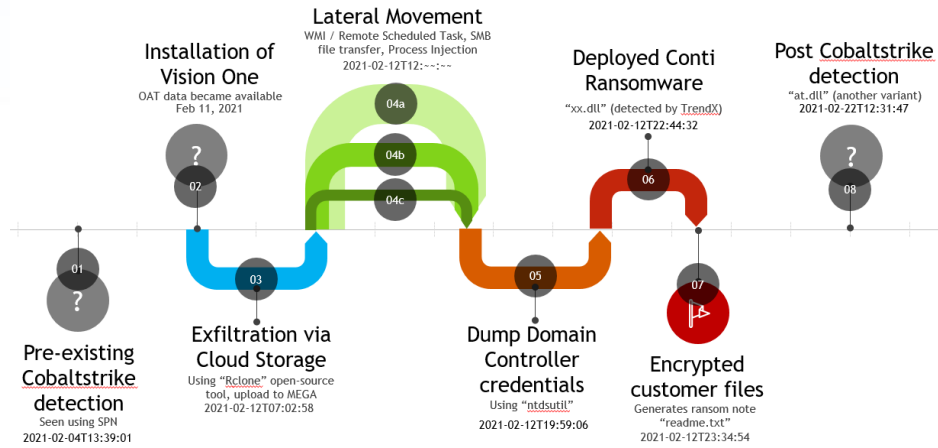 Lateral Movement
WMI / Remote Scheduled Task, SMB
file transfer, Process Injection
2021-02-12T12:~~:~~
Installation of
Vision One
OAT data became available
Feb 11, 2021
Deployed Conti
Ransomware
“xx.dll” (detected by TrendX)
2021-02-12T22:44:32
Post Cobaltstrike
detection
“at.dll” (another variant)
2021-02-22T12:31:47
04a
04b
04c
?
02
06
?
08
01
?
03
05
07
Pre-existing
Cobaltstrike
detection
Seen using SPN
2021-02-04T13:39:01
Exfiltration via
Cloud Storage
Using “Rclone” open-source
tool, upload to MEGA
2021-02-12T07:02:58
Dump Domain
Controller
credentials
Using “ntdsutil”
2021-02-12T19:59:06
Encrypted
customer files
Generates ransom note
“readme.txt”
2021-02-12T23:34:54